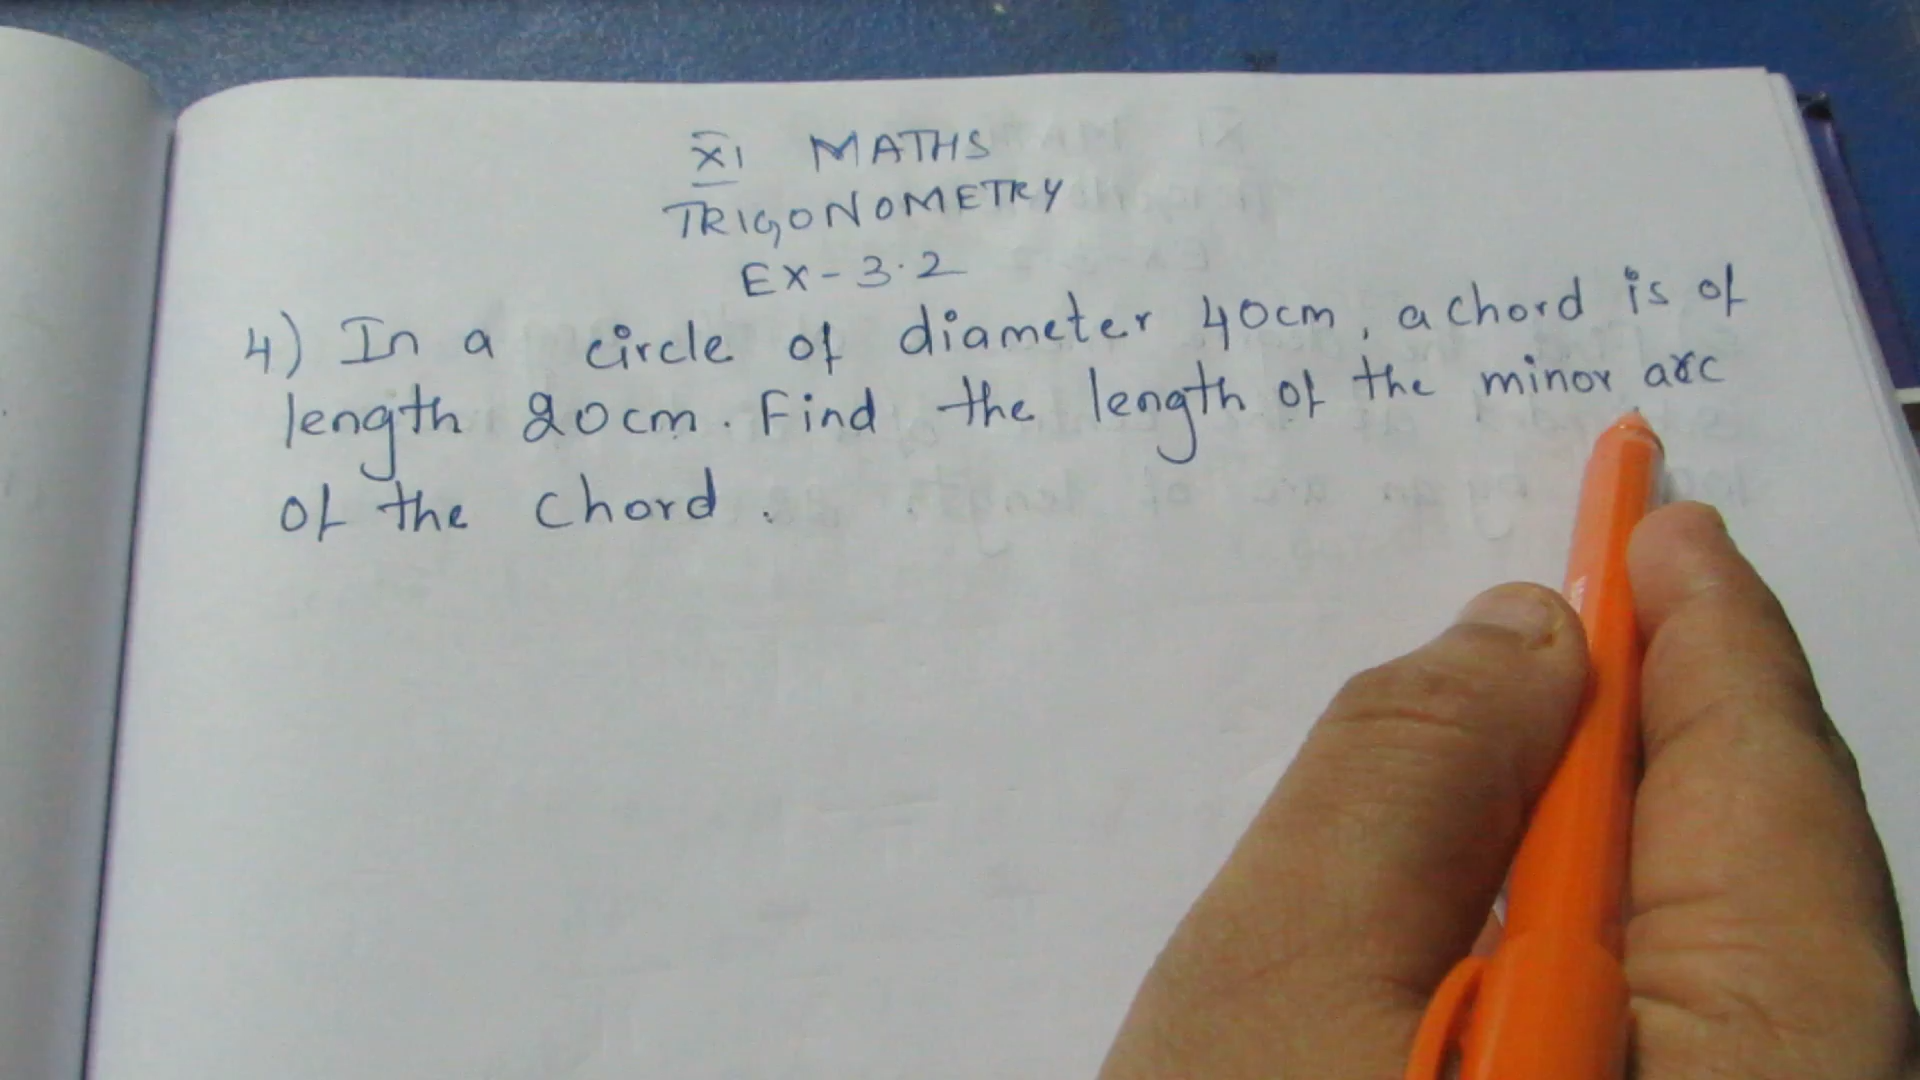 XI MATHS
TRIGONOMETRY
EX-3.2
4) In a circle of diameter 40cm, a chord is of
length 20cm. Find the length of the minor arc
of the chord.